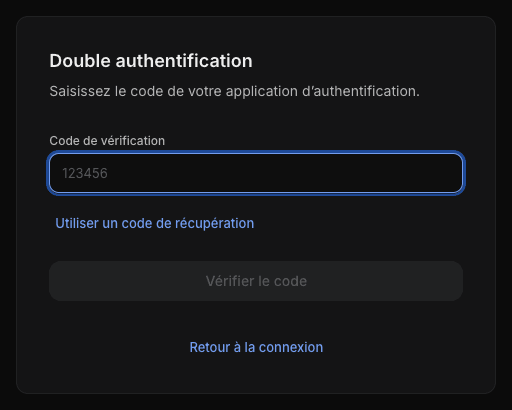 Double authentification
Saisissez le code de votre application d’authentification.
Code de vérification
123456
Utiliser un code de récupération
Vérifier le code
Retour à la connexion